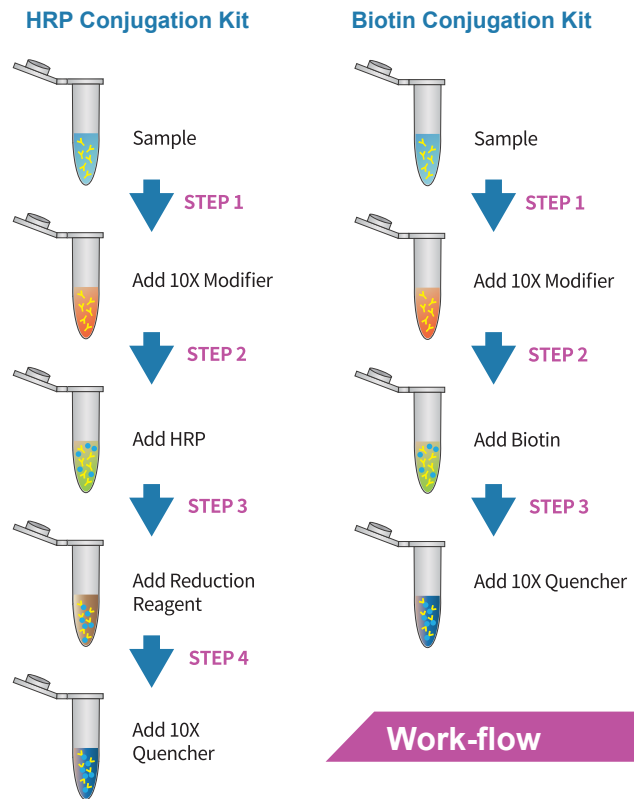 HRP Conjugation Kit
Sample
STEP 1
Add 10X Modifier
STEP 2
Add HRP
STEP 3
Add Reduction
Reagent
STEP 4
Add 10X
Quencher
Biotin Conjugation Kit
Sample
STEP 1
Add 10X Modifier
STEP 2
Add Biotin
STEP 3
Add 10X Quencher
Work-flow